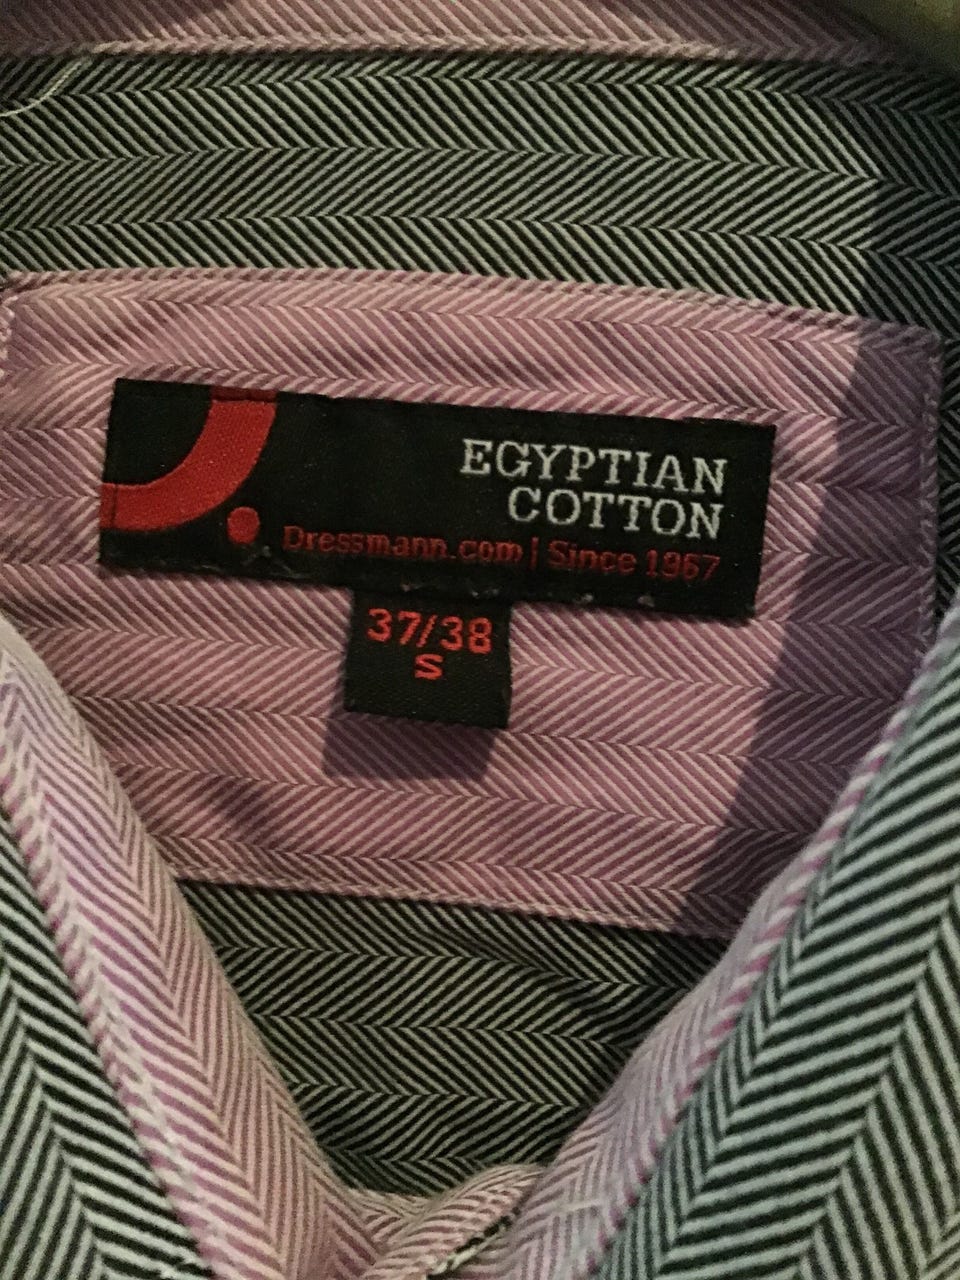 EGYPTIAN
COTTON
Dressmann.com | Since 1967
37/38
S